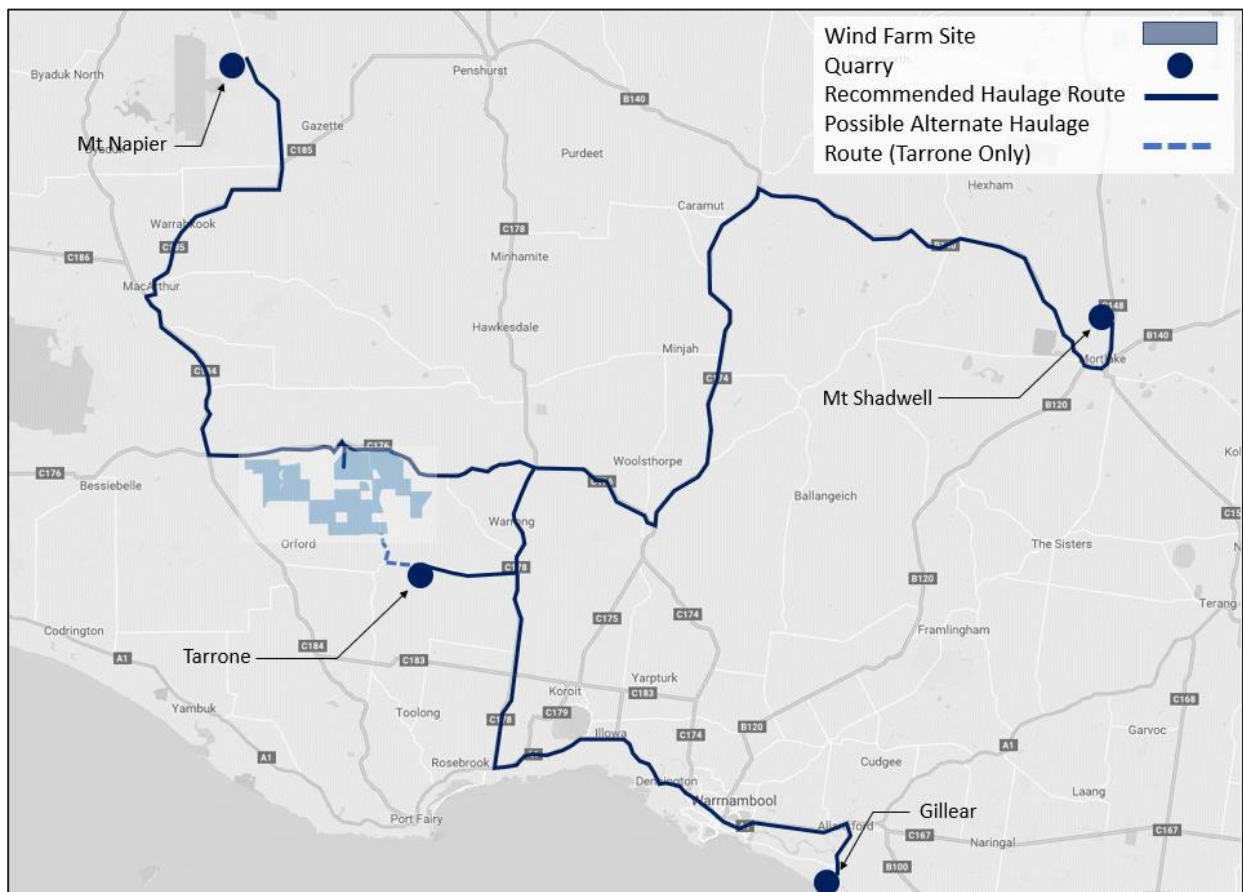 Wind Farm Site
Quarry
Recommended Haulage Route
Possible Alternate Haulage
Route (Tarrone Only)
Byaduk North
Penshurst
B140
Mt Napier
Gazette
C185
Purdeet
Hexham
Caramut
Warrabkook
C178
C186
Minhamite
MacArthur
C148
Hawkesdale
Minjah
B140
Mortlake
C174
Mt Shadwell
B120
C176
Woolsthorpe
C176
Bessiebelle
Ballangeich
Warrong
Orford
The Sisters
C178
B120
Terang
C175
C174
Codrington
Tarrone
C184
C183
Framlingham
A1
Yarpturk
Koroit
C183
C168
Yambuk
Toolong
C179
C178
B120
Garvoc
Illowa
C174
A1
A1
Rosebrook
Cudgee
Dennington
Laang
Warrnambool
Port Fairy
Gillear
C167
C167
Naringal
B100